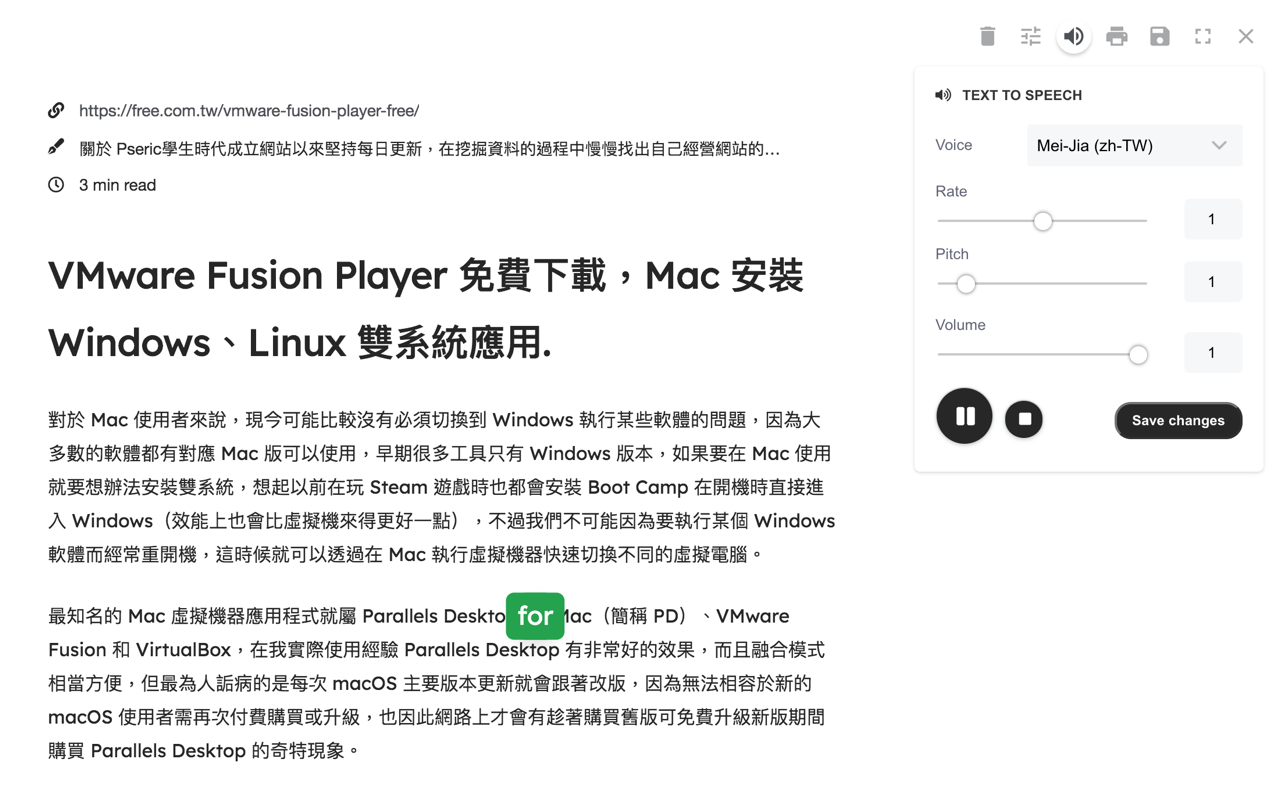 https://free.com.tw/vmware-fusion-player-free/
關於 Pseric學生時代成立網站以來堅持每日更新，在挖掘資料的過程中慢慢找出自己經營網站的...
3 min read
VMware Fusion Player 免費下載，Mac 安裝
Windows、Linux 雙系統應用.
對於 Mac 使用者來說，現今可能比較沒有必須切換到 Windows 執行某些軟體的問題，因為大
多數的軟體都有對應 Mac 版可以使用，早期很多工具只有 Windows 版本，如果要在 Mac 使用
就要想辦法安裝雙系統，想起以前在玩 Steam 遊戲時也都會安裝 Boot Camp 在開機時直接進
入 Windows（效能上也會比虛擬機來得更好一點），不過我們不可能因為要執行某個 Windows
軟體而經常重開機，這時候就可以透過在 Mac 執行虛擬機器快速切換不同的虛擬電腦。
最知名的 Mac 虛擬機器應用程式就屬 Parallels Deskto for Mac（簡稱 PD）、VMware
Fusion 和 VirtualBox，在我實際使用經驗 Parallels Desktop 有非常好的效果，而且融合模式
相當方便，但最為人詬病的是每次 macOS 主要版本更新就會跟著改版，因為無法相容於新的
macOS 使用者需再次付費購買或升級，也因此網路上才會有趁著購買舊版可免費升級新版期間
購買 Parallels Desktop 的奇特現象。
TEXT TO SPEECH
Voice
Mei-Jia (zh-TW)
Rate
1
Pitch
1
Volume
1
Save changes